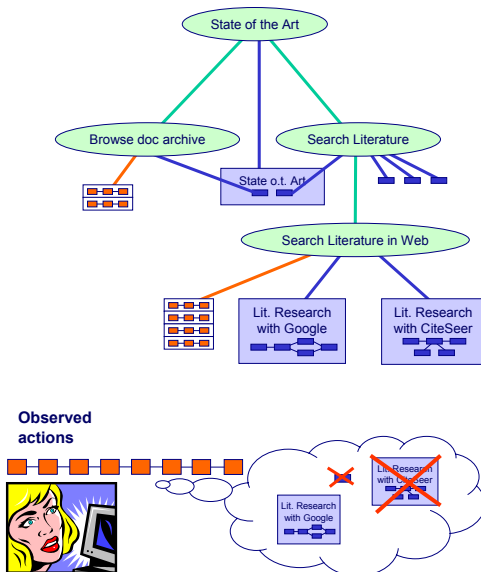 State of the Art
Browse doc archive
Search Literature
State o.t. Art
Search Literature in Web
Lit. Research
with Google
Lit. Research
with CiteSeer
Observed
actions
Lit. Research
with CiteSeer
Lit. Research
with Google